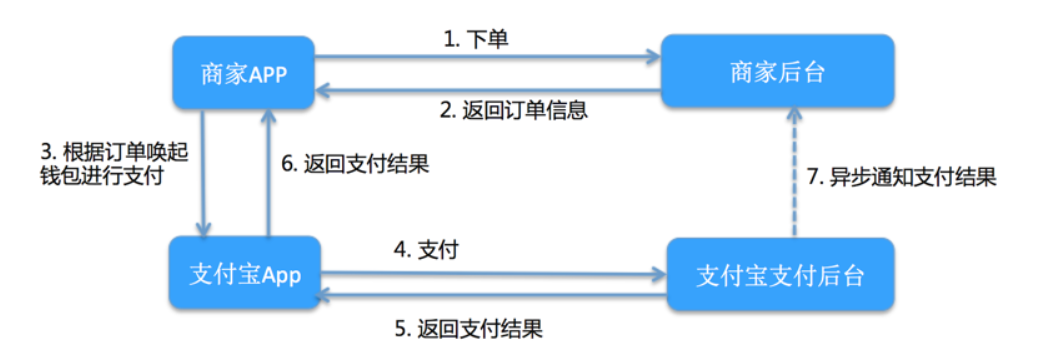 1. 下单
商家APP
商家后台
2. 返回订单信息
3. 根据订单唤起
钱包进行支付
6. 返回支付结果
7. 异步通知支付结果
4. 支付
支付宝App
支付宝支付后台
5. 返回支付结果